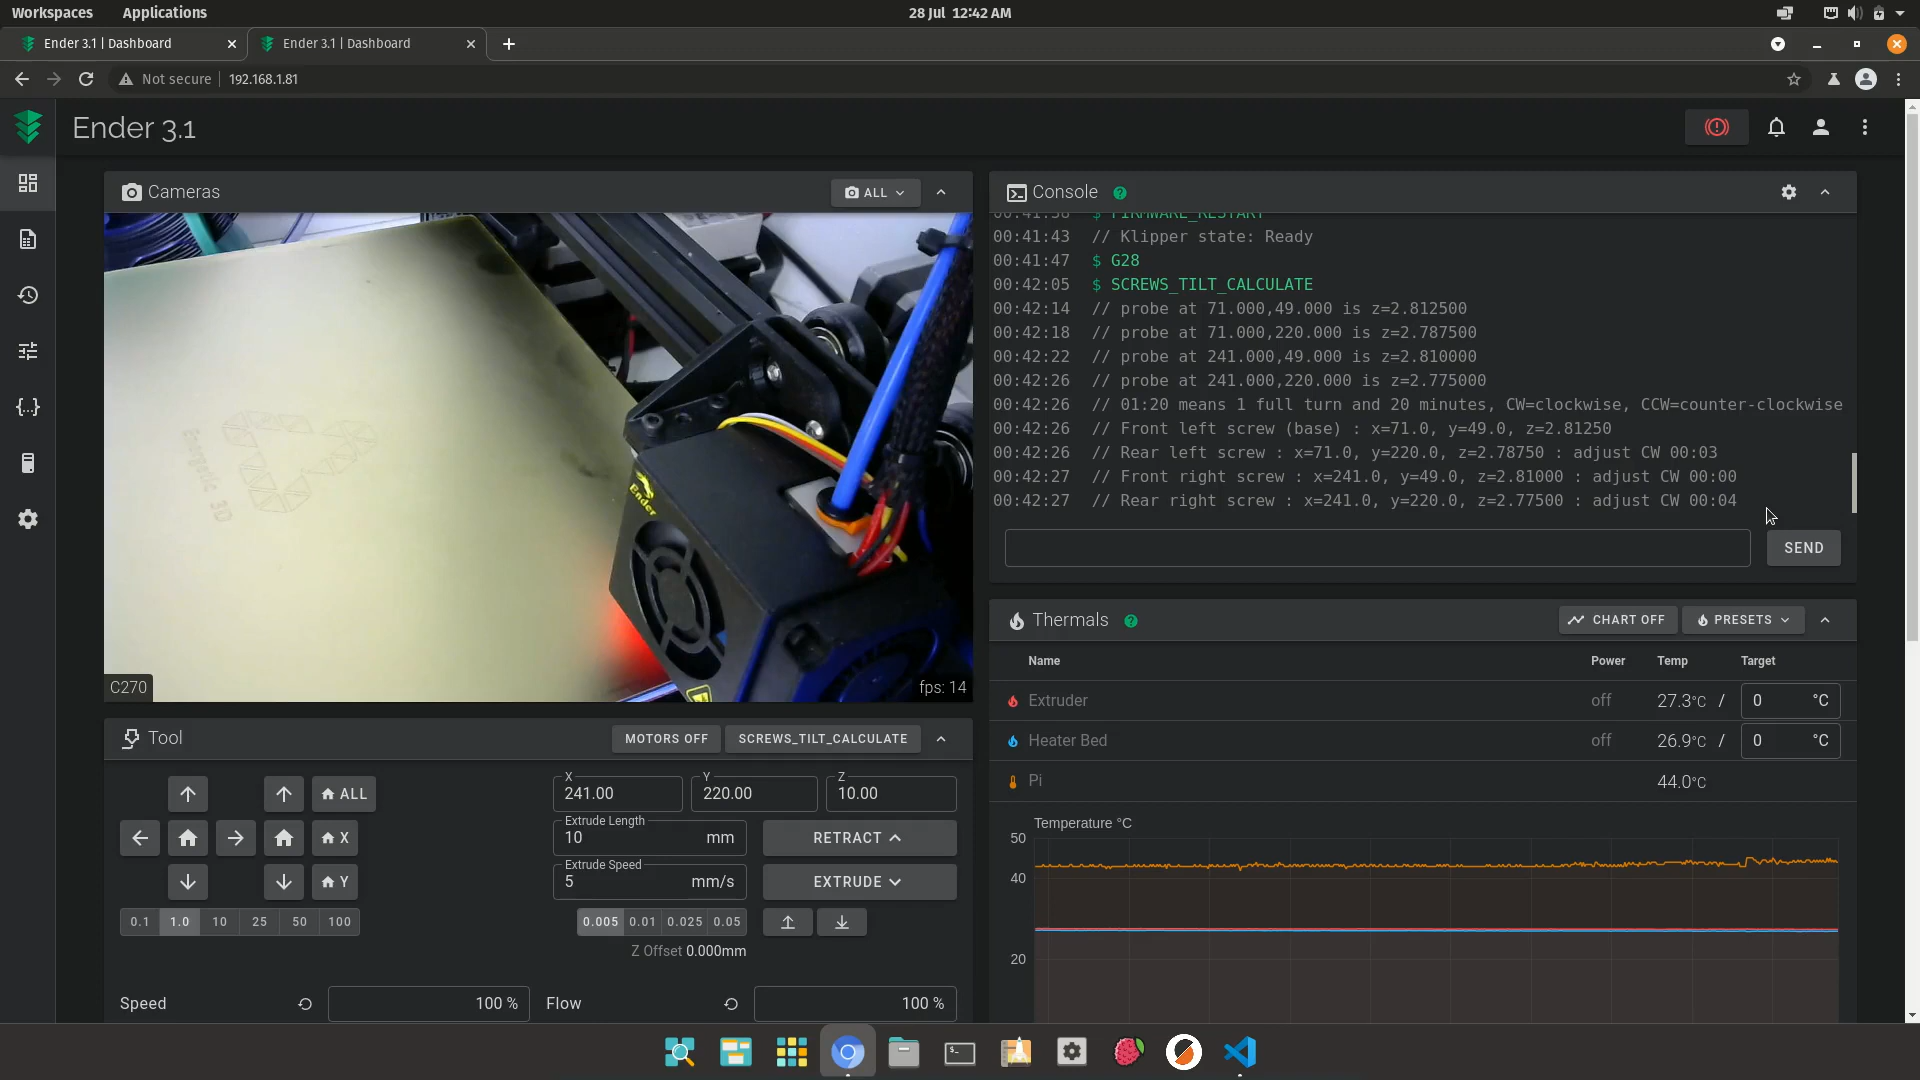 Workspaces Applications 28 Jul 12:42 AM
Ender 3.1 | Dashboard Ender 3.1 | Dashboard
Not secure 192.168.1.81
Ender 3.1
Cameras ALL
C270 fps: 14
Ender
Console
00:41:38 $ FIRMWARE_RESTART
00:41:43 // Klipper state: Ready
00:41:47 $ G28
00:42:05 $ SCREWS_TILT_CALCULATE
00:42:14 // probe at 71.000,49.000 is z=2.812500
00:42:18 // probe at 71.000,220.000 is z=2.787500
00:42:22 // probe at 241.000,49.000 is z=2.810000
00:42:26 // probe at 241.000,220.000 is z=2.775000
00:42:26 // 01:20 means 1 full turn and 20 minutes, CW=clockwise, CCW=counter-clockwise
00:42:26 // Front left screw (base) : x=71.0, y=49.0, z=2.81250
00:42:26 // Rear left screw : x=71.0, y=220.0, z=2.78750 : adjust CW 00:03
00:42:27 // Front right screw : x=241.0, y=49.0, z=2.81000 : adjust CW 00:00
00:42:27 // Rear right screw : x=241.0, y=220.0, z=2.77500 : adjust CW 00:04
SEND
Tool MOTORS OFF SCREWS_TILT_CALCULATE
ALL
X
Y
X Y Z
241.00 220.00 10.00
Extrude Length
10 mm RETRACT
Extrude Speed
5 mm/s EXTRUDE
0.1 1.0 10 25 50 100
0.005 0.01 0.025 0.05
Z Offset 0.000mm
Speed 100 % Flow 100 %
Thermals CHART OFF PRESETS
Name Power Temp Target
Extruder off 27.3°C / 0 °C
Heater Bed off 26.9°C / 0 °C
Pi 44.0°C
Temperature °C
50
40
20